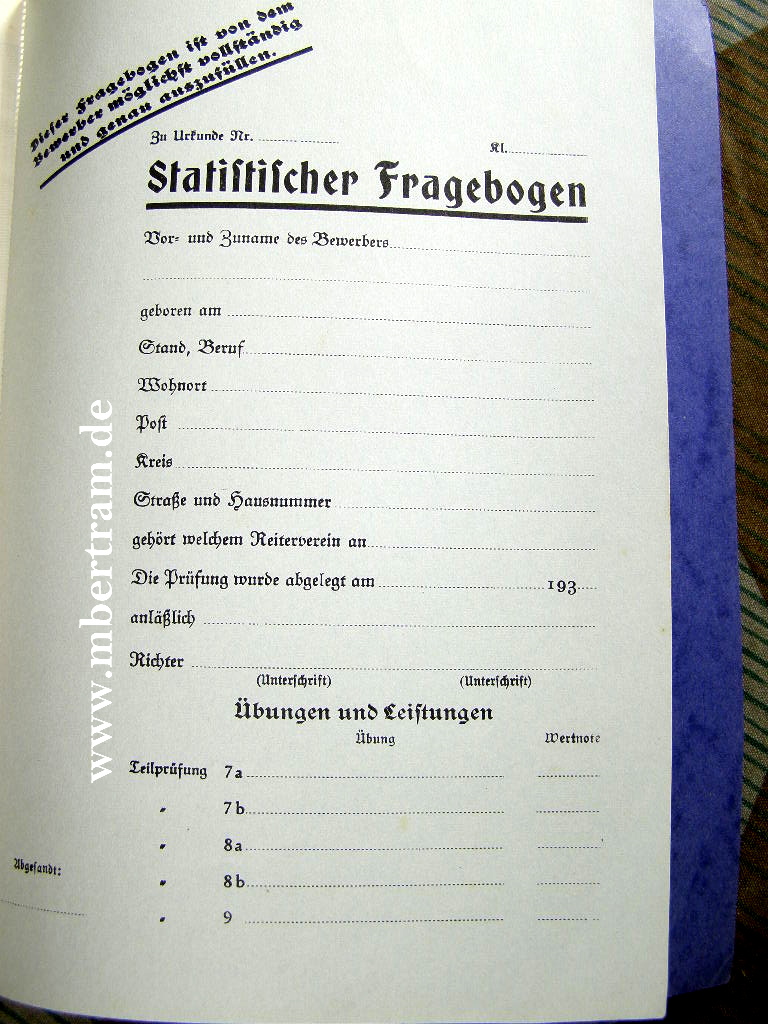 Dieser Fragebogen ist von dem
Bewerber möglichst vollständig
und genau auszufüllen.
Zu Urkunde Nr.
Kl.
Statistischer Fragebogen
Vor- und Zuname des Bewerbers
geboren am
Stand, Beruf
Wohnort
Post
Kreis
Straße und Hausnummer
gehört welchem Reiterverein an
Die Prüfung wurde abgelegt am 193
anläßlich
Richter
(Unterschrift) (Unterschrift)
Übungen und Leistungen
Übung Wertnote
Teilprüfung 7a
" 7b
" 8a
" 8b
" 9
Abgesandt:
www.mbertram.de